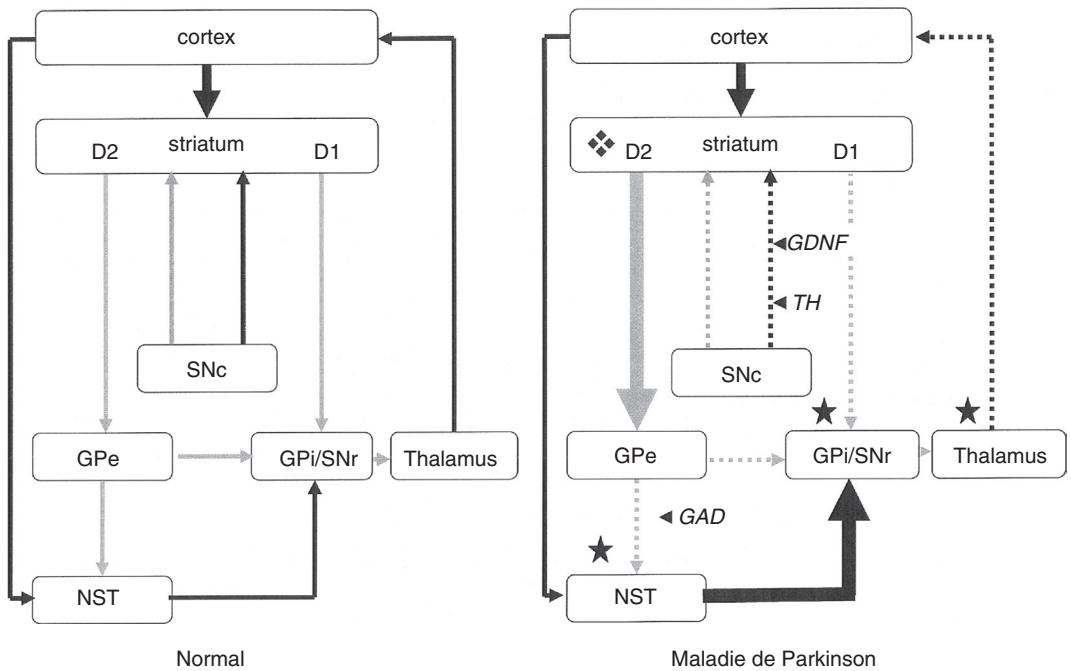 cortex
striatum
D2
D1
SNc
GPe
GPi/SNr
Thalamus
NST
Normal
cortex
striatum
D2
D1
GDNF
TH
SNc
GPe
GPi/SNr
Thalamus
GAD
NST
Maladie de Parkinson